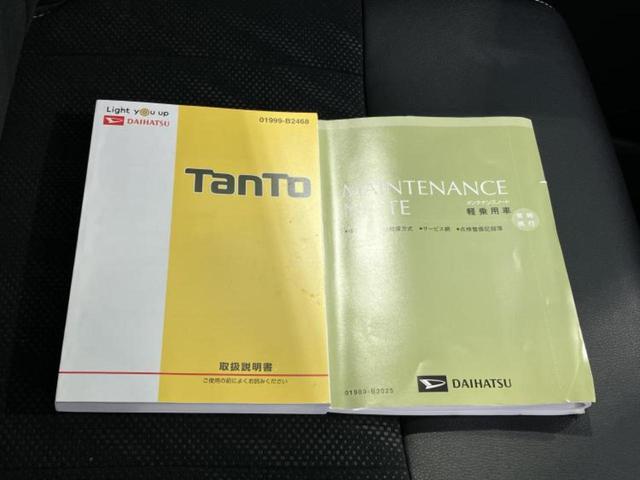 Light you up
DAIHATSU
01999-B2468
TanTo
取扱説明書
ご使用の前によくお読みください
MAINTENANCE
NOTE
メンテナンスノート
軽乗用車
•サービス網 •点検整備記録簿
01989-B2025
DAIHATSU